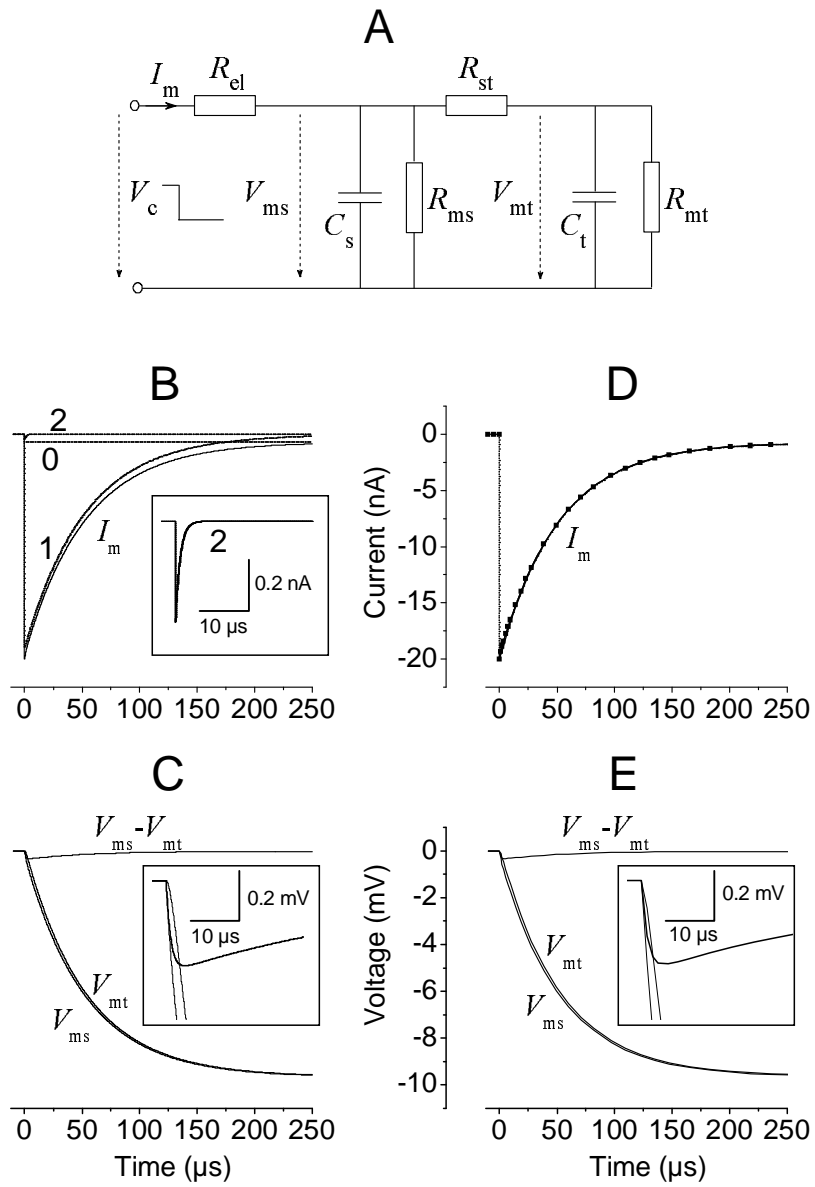 A
I m R el R st
V c V ms C s R ms V mt C t R mt
B
2
0
1
I m
2
0.2 nA
10 µs
0 50 100 150 200 250
D
0
-5
-10
-15
-20
Current (nA)
I m
0 50 100 150 200 250
C
V ms -V mt
0.2 mV
10 µs
V mt
V ms
0 50 100 150 200 250
Time (µs)
E
0
-2
-4
-6
-8
-10
Voltage (mV)
V ms -V mt
0.2 mV
10 µs
V mt
V ms
0 50 100 150 200 250
Time (µs)